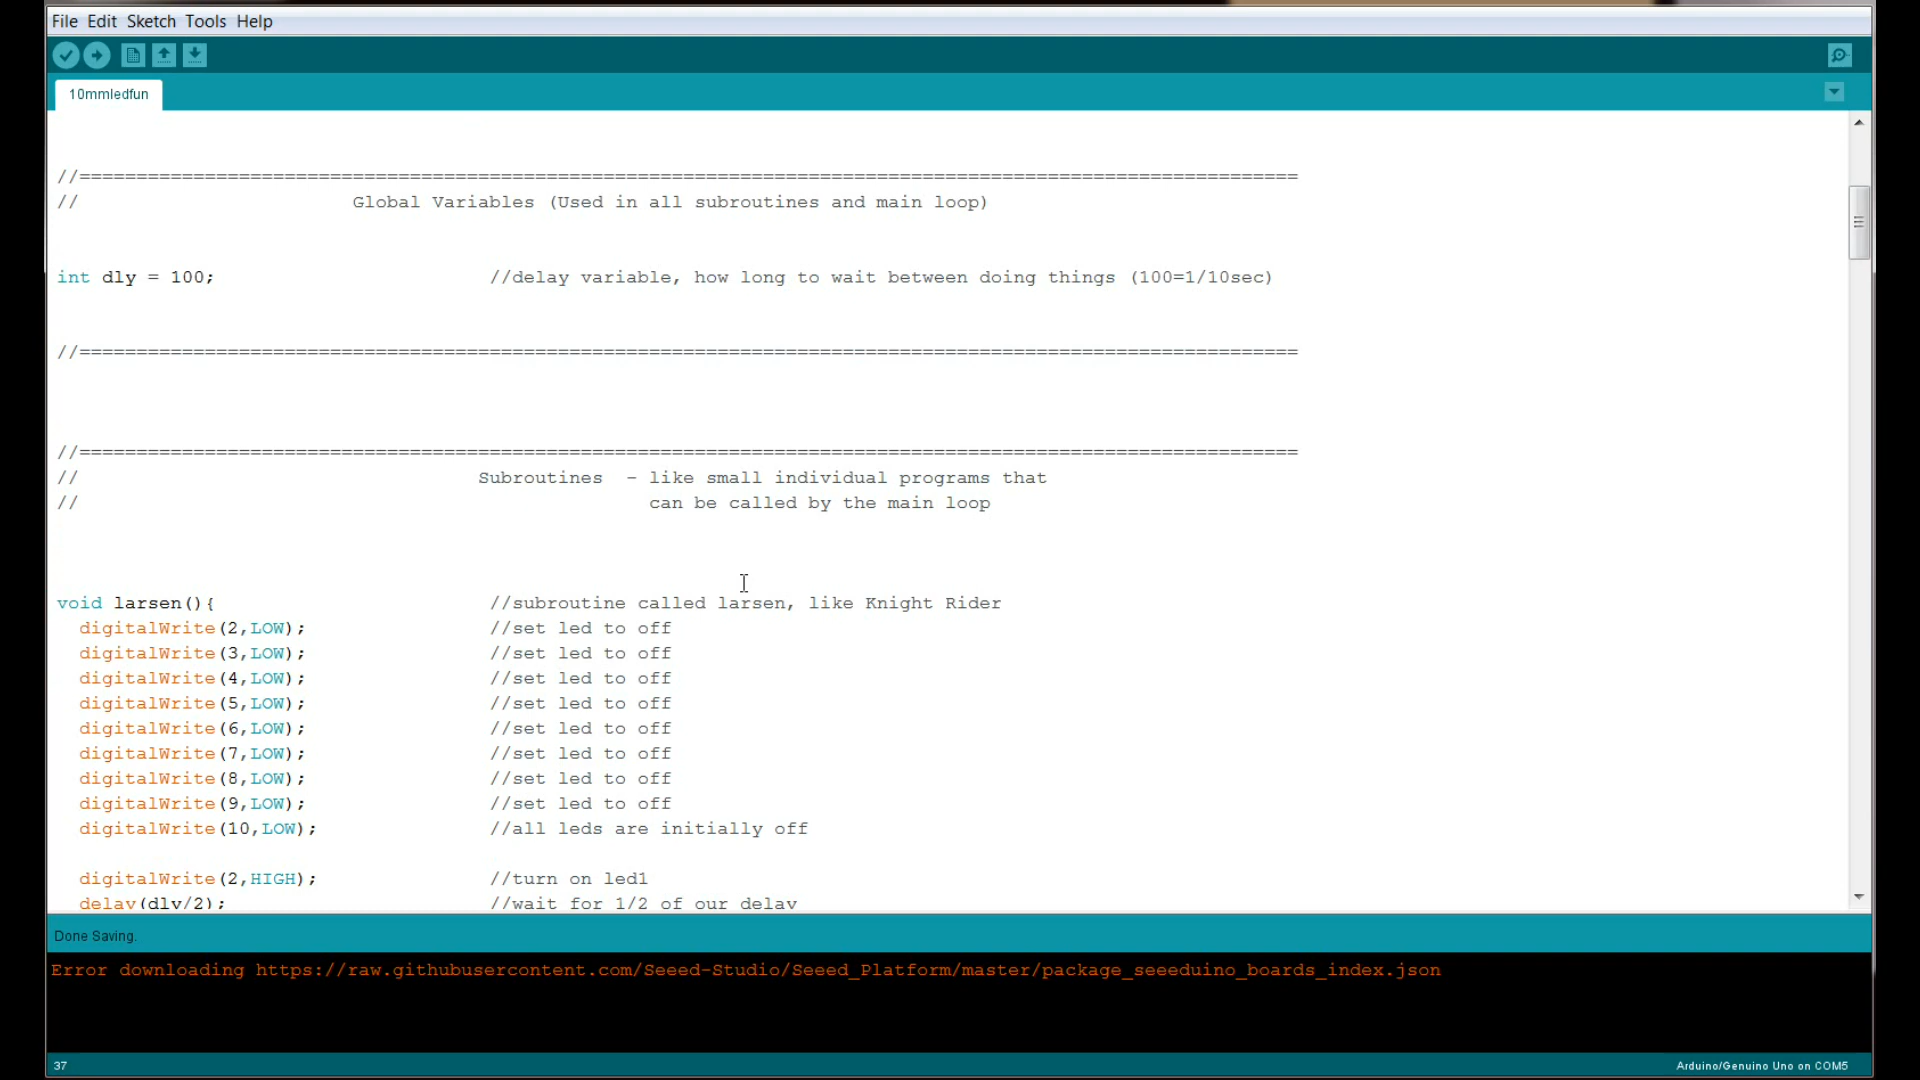 File Edit Sketch Tools Help
10mmledfun
//===========================================================================================================
// Global Variables (Used in all subroutines and main loop)
int dly = 100; //delay variable, how long to wait between doing things (100=1/10sec)
//===========================================================================================================
//===========================================================================================================
// Subroutines - like small individual programs that
// can be called by the main loop
void larsen(){ //subroutine called larsen, like Knight Rider
digitalWrite(2,LOW); //set led to off
digitalWrite(3,LOW); //set led to off
digitalWrite(4,LOW); //set led to off
digitalWrite(5,LOW); //set led to off
digitalWrite(6,LOW); //set led to off
digitalWrite(7,LOW); //set led to off
digitalWrite(8,LOW); //set led to off
digitalWrite(9,LOW); //set led to off
digitalWrite(10,LOW); //all leds are initially off
digitalWrite(2,HIGH); //turn on led1
delay(dly/2); //wait for 1/2 of our delay
Done Saving.
Error downloading https://raw.githubusercontent.com/Seeed-Studio/Seeed_Platform/master/package_seeeduino_boards_index.json
37
Arduino/Genuino Uno on COM5